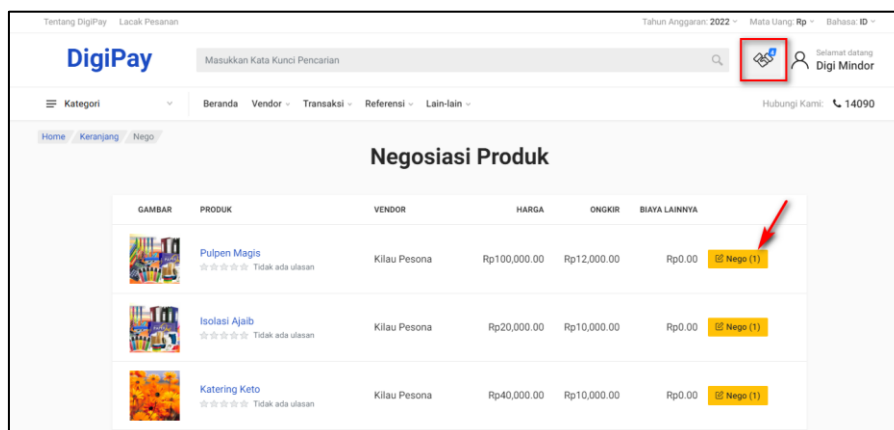 Tentang DigiPay Lacak Pesanan Tahun Anggaran: 2022 Mata Uang: Rp Bahasa: ID
DigiPay Masukkan Kata Kunci Pencarian Selamat datang
Digi Mindor
Kategori Beranda Vendor Transaksi Referensi Lain-lain Hubungi Kami: 14090
Home / Keranjang / Nego
Negosiasi Produk
GAMBAR PRODUK VENDOR HARGA ONGKIR BIAYA LAINNYA
Pulpen Magis Kilau Pesona Rp100,000.00 Rp12,000.00 Rp0.00 Nego (1)
Tidak ada ulasan
Isolasi Ajaib Kilau Pesona Rp20,000.00 Rp10,000.00 Rp0.00 Nego (1)
Tidak ada ulasan
Katering Keto Kilau Pesona Rp40,000.00 Rp10,000.00 Rp0.00 Nego (1)
Tidak ada ulasan